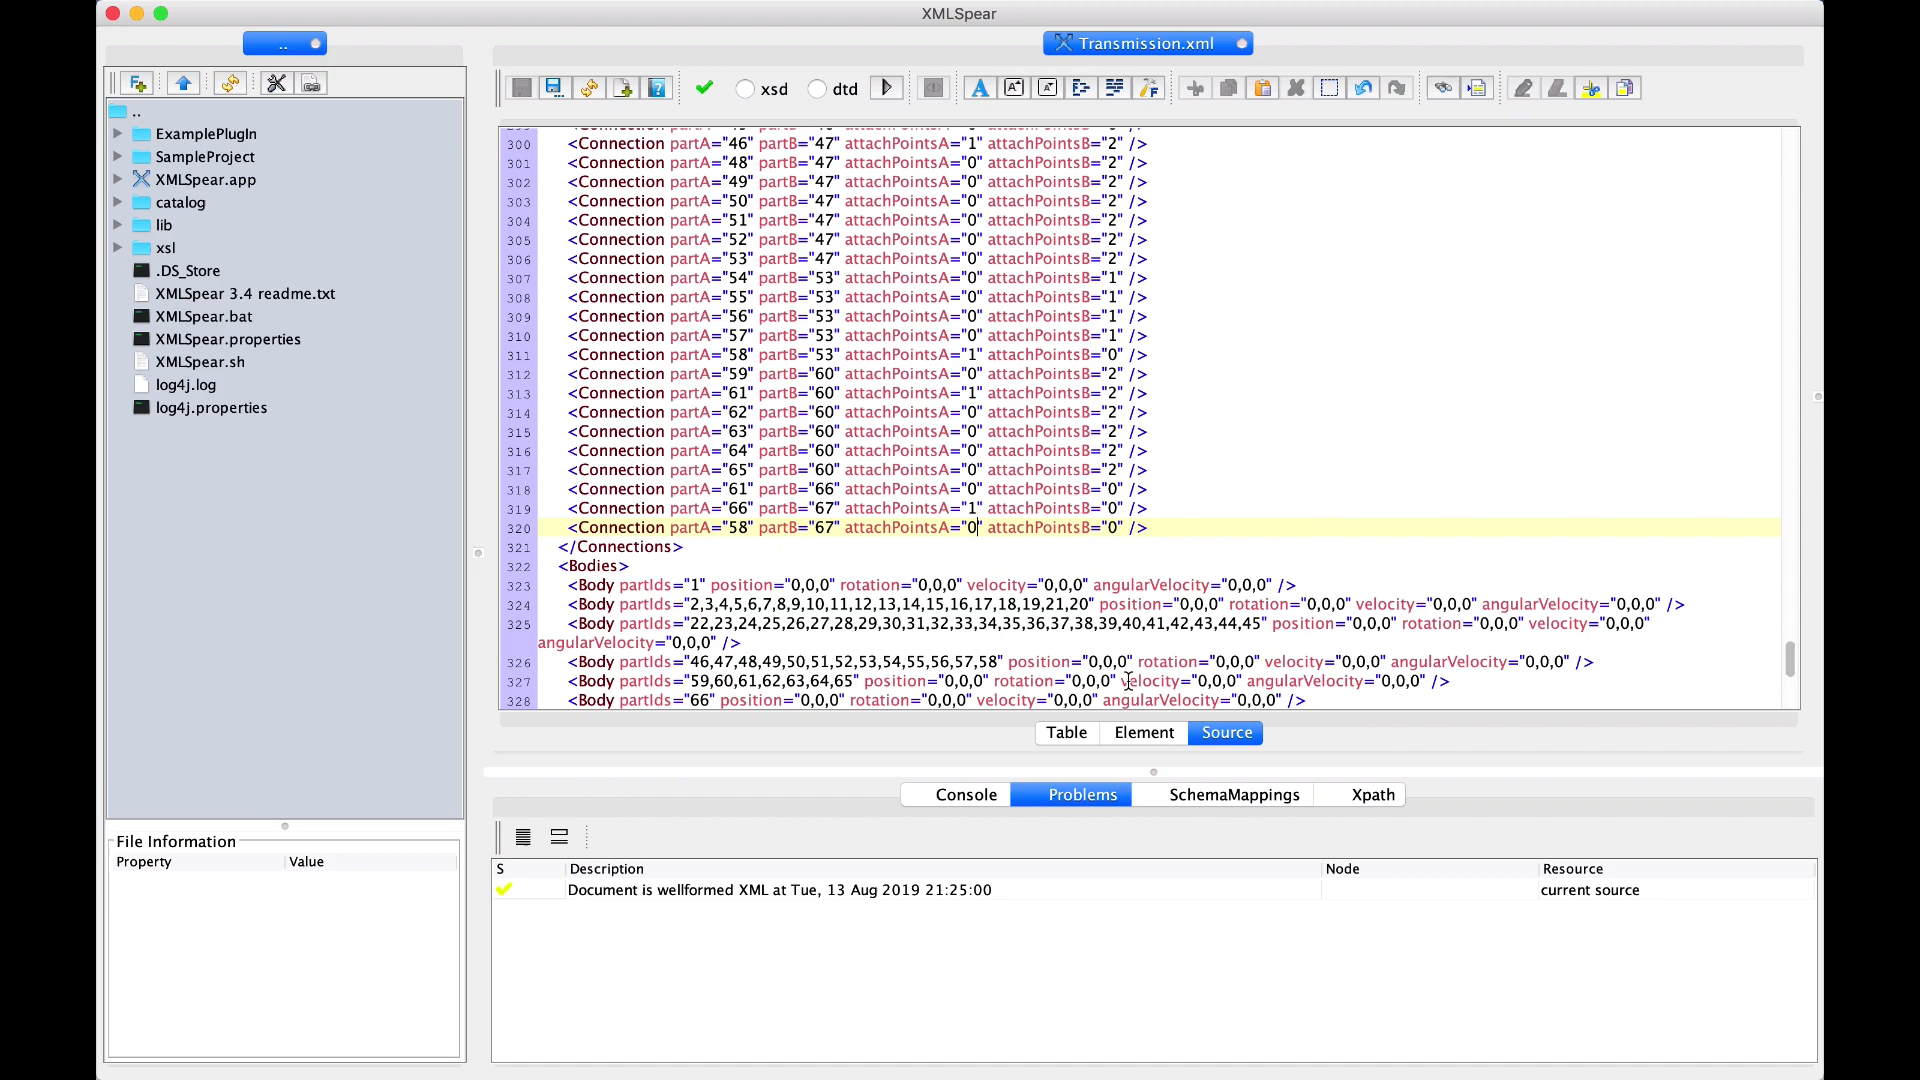 XMLSpear
..
Transmission.xml
xsd
dtd
..
ExamplePlugIn
SampleProject
XMLSpear.app
catalog
lib
xsl
.DS_Store
XMLSpear 3.4 readme.txt
XMLSpear.bat
XMLSpear.properties
XMLSpear.sh
log4j.log
log4j.properties
300 <Connection partA="46" partB="47" attachPointsA="1" attachPointsB="2" />
301 <Connection partA="48" partB="47" attachPointsA="0" attachPointsB="2" />
302 <Connection partA="49" partB="47" attachPointsA="0" attachPointsB="2" />
303 <Connection partA="50" partB="47" attachPointsA="0" attachPointsB="2" />
304 <Connection partA="51" partB="47" attachPointsA="0" attachPointsB="2" />
305 <Connection partA="52" partB="47" attachPointsA="0" attachPointsB="2" />
306 <Connection partA="53" partB="47" attachPointsA="0" attachPointsB="2" />
307 <Connection partA="54" partB="53" attachPointsA="0" attachPointsB="1" />
308 <Connection partA="55" partB="53" attachPointsA="0" attachPointsB="1" />
309 <Connection partA="56" partB="53" attachPointsA="0" attachPointsB="1" />
310 <Connection partA="57" partB="53" attachPointsA="0" attachPointsB="1" />
311 <Connection partA="58" partB="53" attachPointsA="1" attachPointsB="0" />
312 <Connection partA="59" partB="60" attachPointsA="0" attachPointsB="2" />
313 <Connection partA="61" partB="60" attachPointsA="1" attachPointsB="2" />
314 <Connection partA="62" partB="60" attachPointsA="0" attachPointsB="2" />
315 <Connection partA="63" partB="60" attachPointsA="0" attachPointsB="2" />
316 <Connection partA="64" partB="60" attachPointsA="0" attachPointsB="2" />
317 <Connection partA="65" partB="60" attachPointsA="0" attachPointsB="2" />
318 <Connection partA="61" partB="66" attachPointsA="0" attachPointsB="0" />
319 <Connection partA="66" partB="67" attachPointsA="1" attachPointsB="0" />
320 <Connection partA="58" partB="67" attachPointsA="0" attachPointsB="0" />
321 </Connections>
322 <Bodies>
323 <Body partIds="1" position="0,0,0" rotation="0,0,0" velocity="0,0,0" angularVelocity="0,0,0" />
324 <Body partIds="2,3,4,5,6,7,8,9,10,11,12,13,14,15,16,17,18,19,21,20" position="0,0,0" rotation="0,0,0" velocity="0,0,0" angularVelocity="0,0,0" />
325 <Body partIds="22,23,24,25,26,27,28,29,30,31,32,33,34,35,36,37,38,39,40,41,42,43,44,45" position="0,0,0" rotation="0,0,0" velocity="0,0,0"
angularVelocity="0,0,0" />
326 <Body partIds="46,47,48,49,50,51,52,53,54,55,56,57,58" position="0,0,0" rotation="0,0,0" velocity="0,0,0" angularVelocity="0,0,0" />
327 <Body partIds="59,60,61,62,63,64,65" position="0,0,0" rotation="0,0,0" velocity="0,0,0" angularVelocity="0,0,0" />
328 <Body partIds="66" position="0,0,0" rotation="0,0,0" velocity="0,0,0" angularVelocity="0,0,0" />
Table Element Source
Console Problems SchemaMappings Xpath
File Information
Property Value
S Description Node Resource
Document is wellformed XML at Tue, 13 Aug 2019 21:25:00 current source